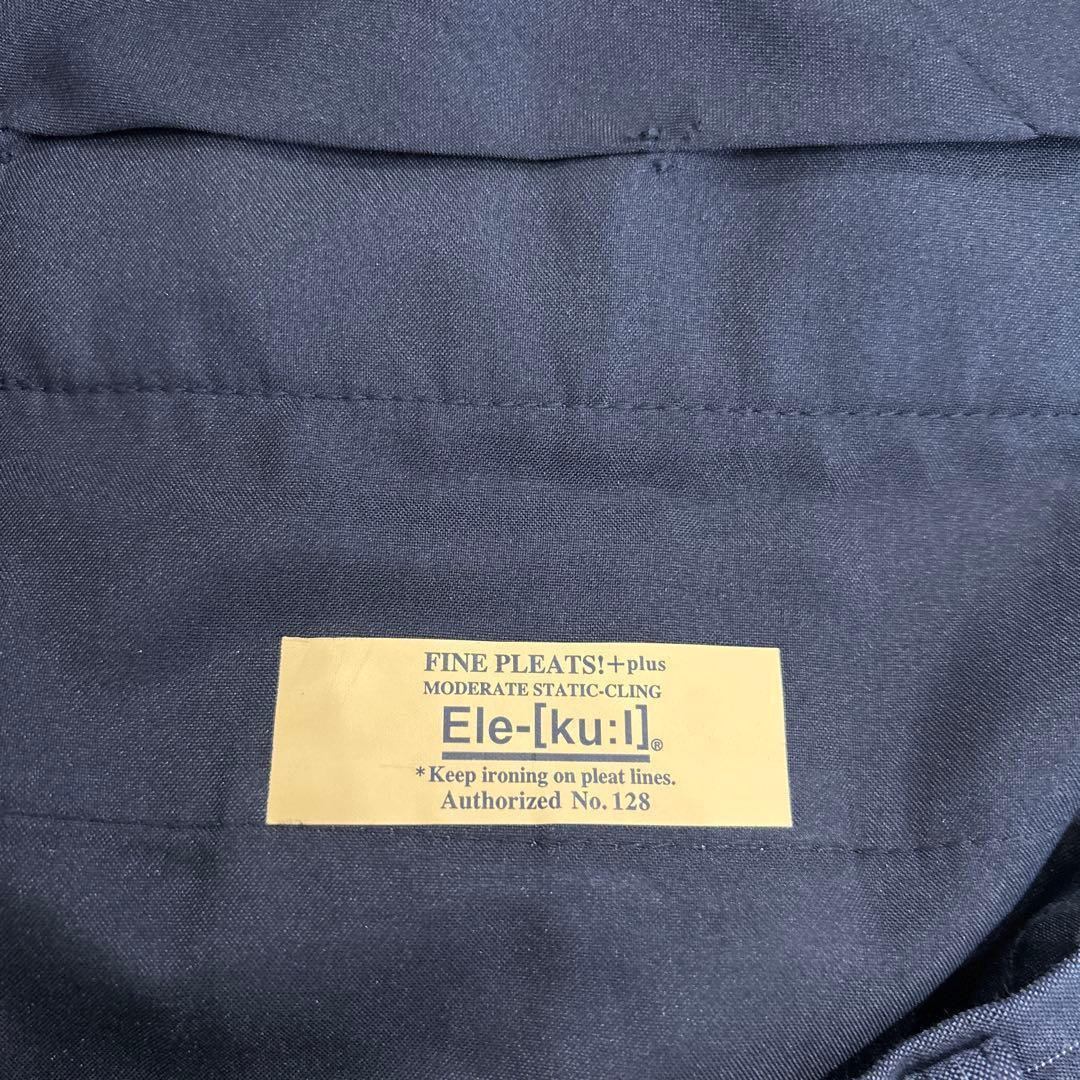 FINE PLEATS!+plus
MODERATE STATIC-CLING
Ele-[ku:l]®
*Keep ironing on pleat lines.
Authorized No. 128